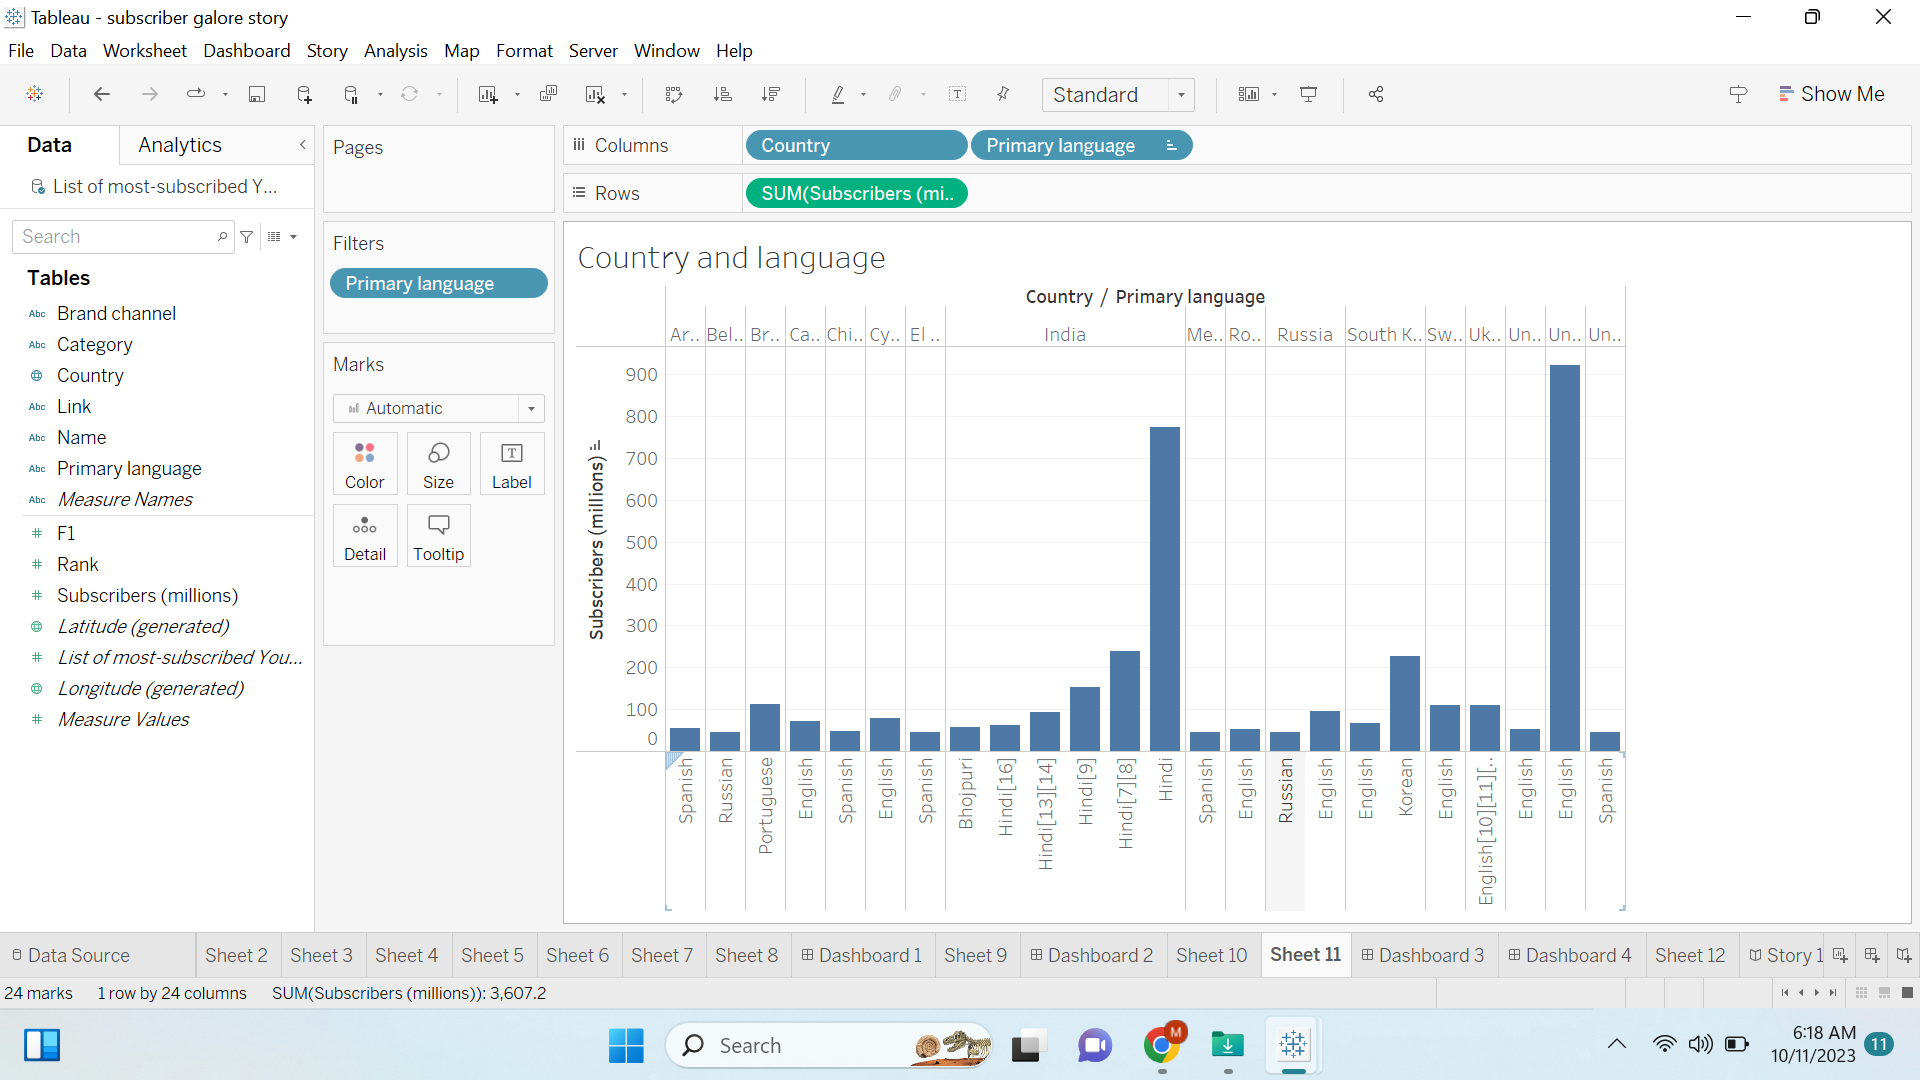 Tableau - subscriber galore story
File Data Worksheet Dashboard Story Analysis Map Format Server Window Help
Standard
Show Me
Data
Analytics
List of most-subscribed Y...
Search
Tables
Abc Brand channel
Abc Category
Country
Abc Link
Abc Name
Abc Primary language
Abc Measure Names
# F1
# Rank
# Subscribers (millions)
Latitude (generated)
# List of most-subscribed You...
Longitude (generated)
# Measure Values
Pages
Filters
Primary language
Marks
Automatic
Color
Size
Label
Detail
Tooltip
Columns
Country
Primary language
Rows
SUM(Subscribers (mi..
Country and language
Country / Primary language
Ar.. Bel.. Br.. Ca.. Chi.. Cy.. El .. India Me.. Ro.. Russia South K.. Sw.. Uk.. Un.. Un.. Un..
Subscribers (millions)
900
800
700
600
500
400
300
200
100
0
Spanish
Russian
Portuguese
English
Spanish
English
Spanish
Bhojpuri
Hindi[16]
Hindi[13][14]
Hindi[9]
Hindi[7][8]
Hindi
Spanish
English
Russian
English
English
Korean
English
English[10][11][..
English
English
Spanish
Data Source
Sheet 2
Sheet 3
Sheet 4
Sheet 5
Sheet 6
Sheet 7
Sheet 8
Dashboard 1
Sheet 9
Dashboard 2
Sheet 10
Sheet 11
Dashboard 3
Dashboard 4
Sheet 12
Story 1
24 marks
1 row by 24 columns
SUM(Subscribers (millions)): 3,607.2
Search
M
6:18 AM
10/11/2023
11